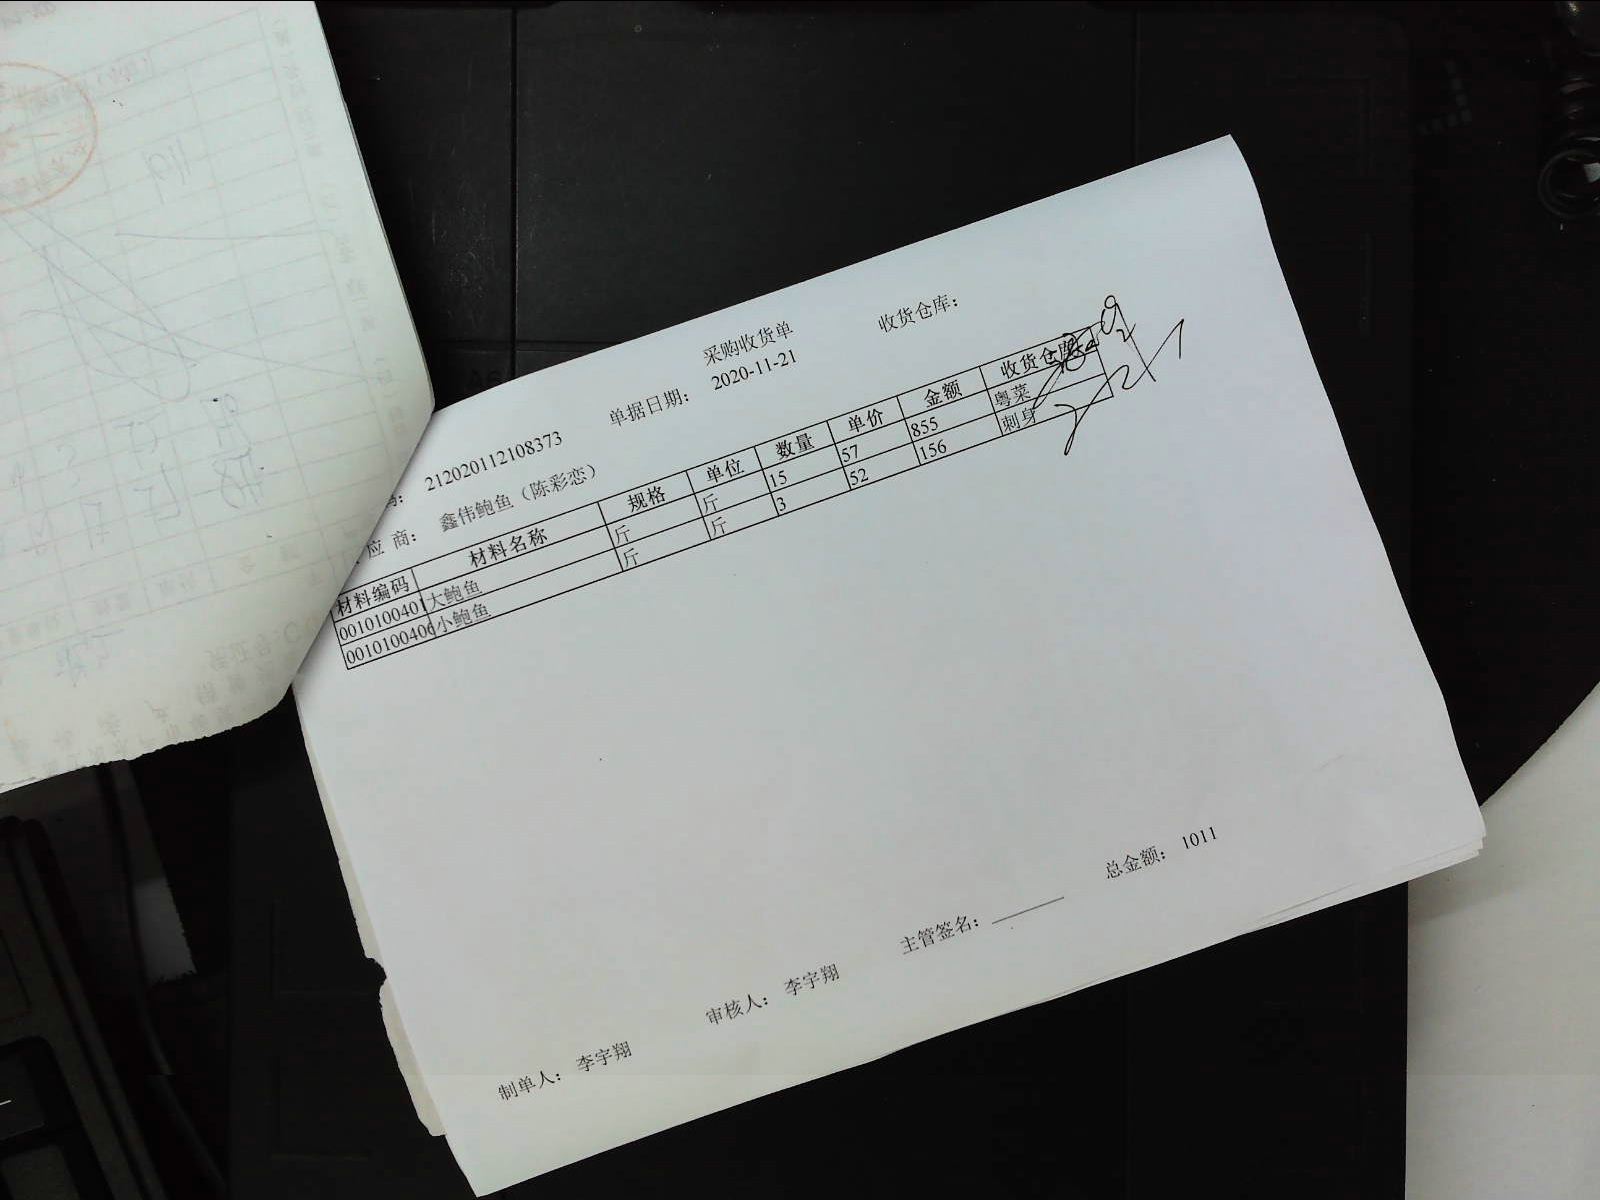 采购收货单
212020112108373 单据日期： 2020-11-21 收货仓库：
应 商： 鑫伟鲍鱼（陈彩恋）
材料编码 材料名称 规格 单位 数量 单价 金额 收货仓库
0010100401 大鲍鱼 斤 斤 15 57 855 粤菜
0010100406 小鲍鱼 斤 斤 3 52 156 刺身
总金额： 1011
制单人： 李宇翔 审核人： 李宇翔 主管签名：